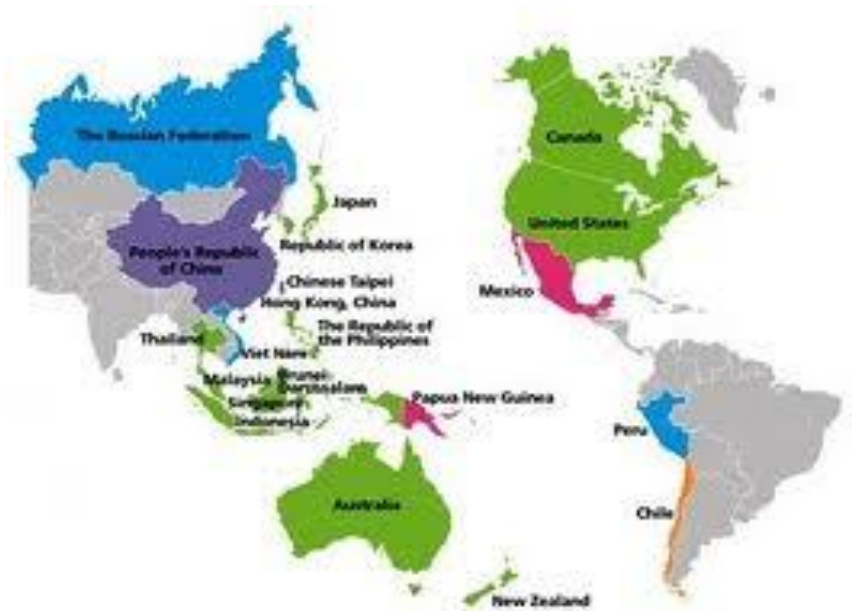 The Russian Federation
Canada
Japan
United States
Republic of Korea
People's Republic
of China
Chinese Taipei
Mexico
Hong Kong, China
The Republic of
the Philippines
Thailand
Viet Nam
Malaysia
Brunei-
Darussalam
Papua New Guinea
Singapore
Indonesia
Peru
Australia
Chile
New Zealand